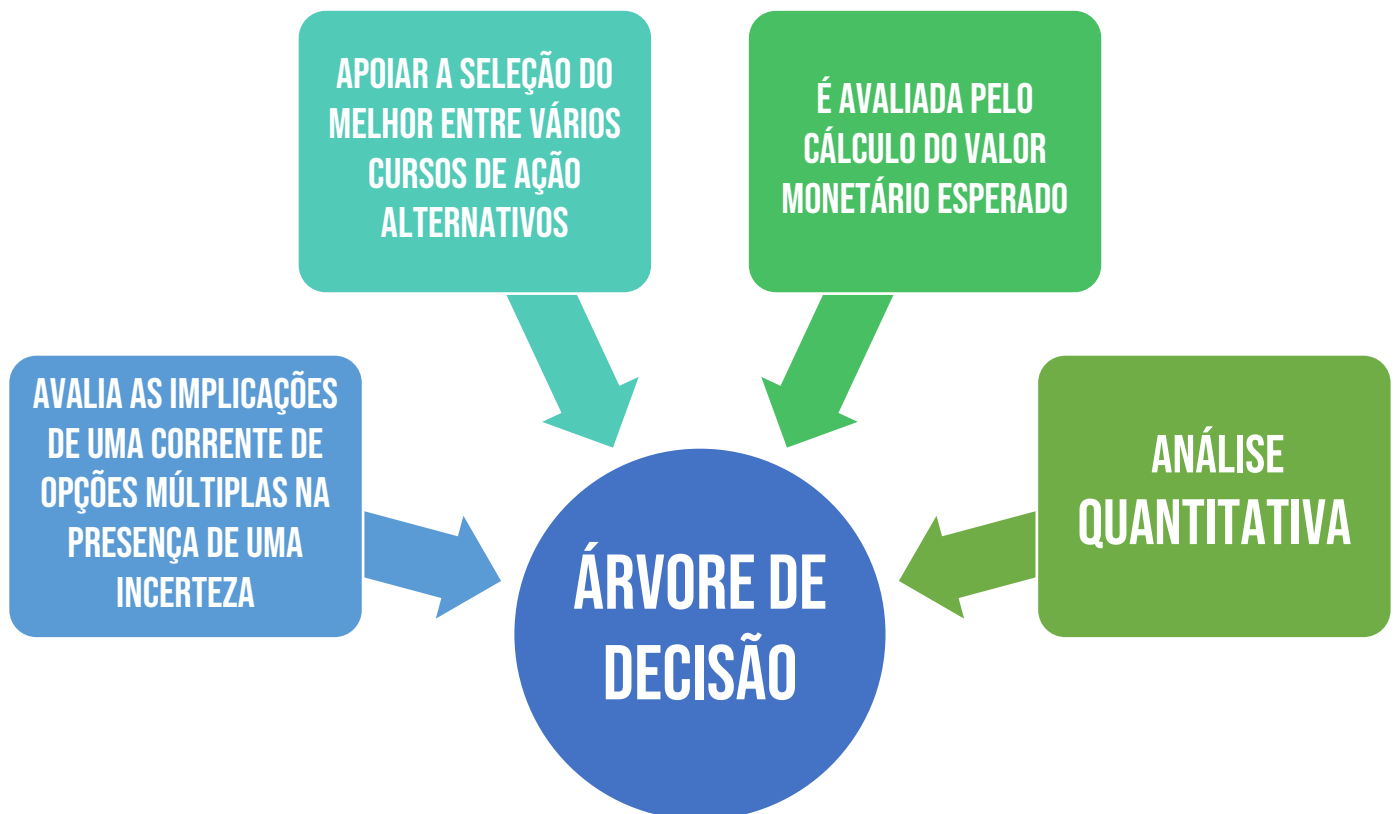 APOIAR A SELEÇÃO DO
MELHOR ENTRE VÁRIOS
CURSOS DE AÇÃO
ALTERNATIVOS
É AVALIADA PELO
CÁLCULO DO VALOR
MONETÁRIO ESPERADO
AVALIA AS IMPLICAÇÕES
DE UMA CORRENTE DE
OPÇÕES MÚLTIPLAS NA
PRESENÇA DE UMA
INCERTEZA
ANÁLISE
QUANTITATIVA
ÁRVORE DE
DECISÃO